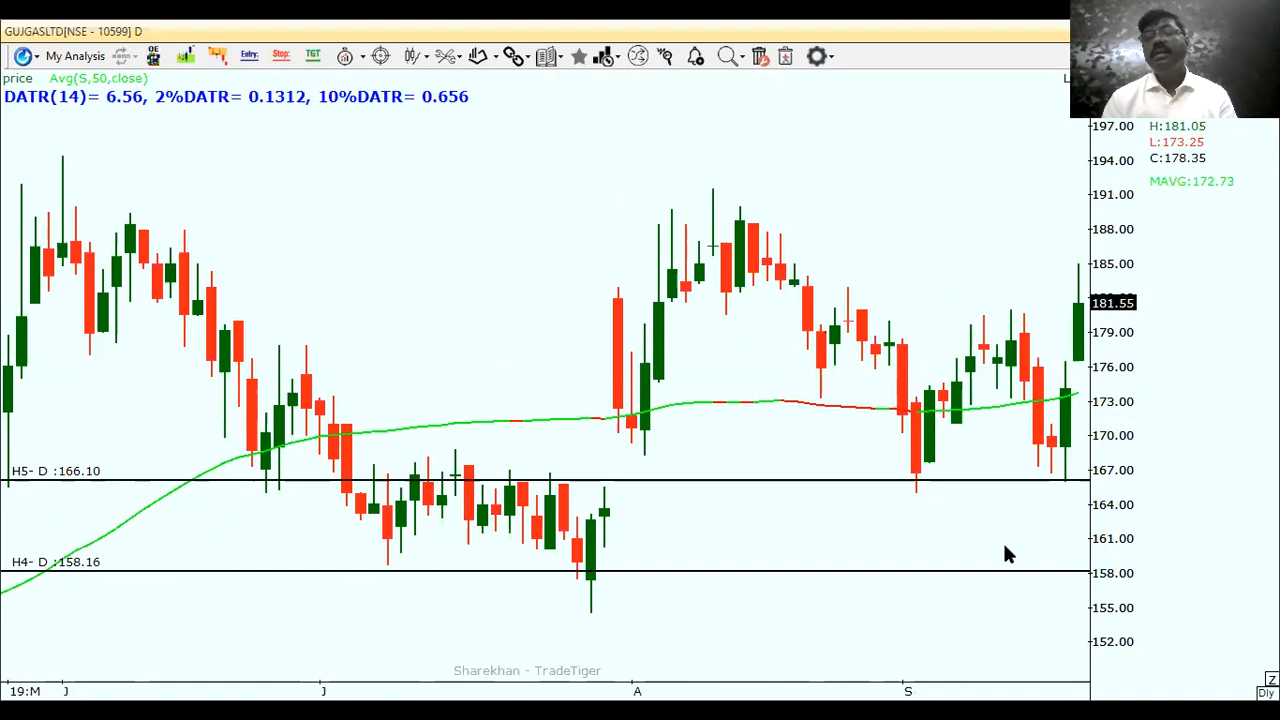 GUJGASLTD[NSE - 10599] D
My Analysis
OE
Entry:
Stop:
TGT
price Avg(S,50,close)
DATR(14)= 6.56, 2%DATR= 0.1312, 10%DATR= 0.656
197.00
H:181.05
L:173.25
194.00
C:178.35
MAVG:172.73
191.00
188.00
185.00
181.55
179.00
176.00
173.00
170.00
H5- D :166.10
167.00
164.00
161.00
H4- D :158.16
158.00
155.00
152.00
Sharekhan - TradeTiger
Z
19:M J J A S
Dly